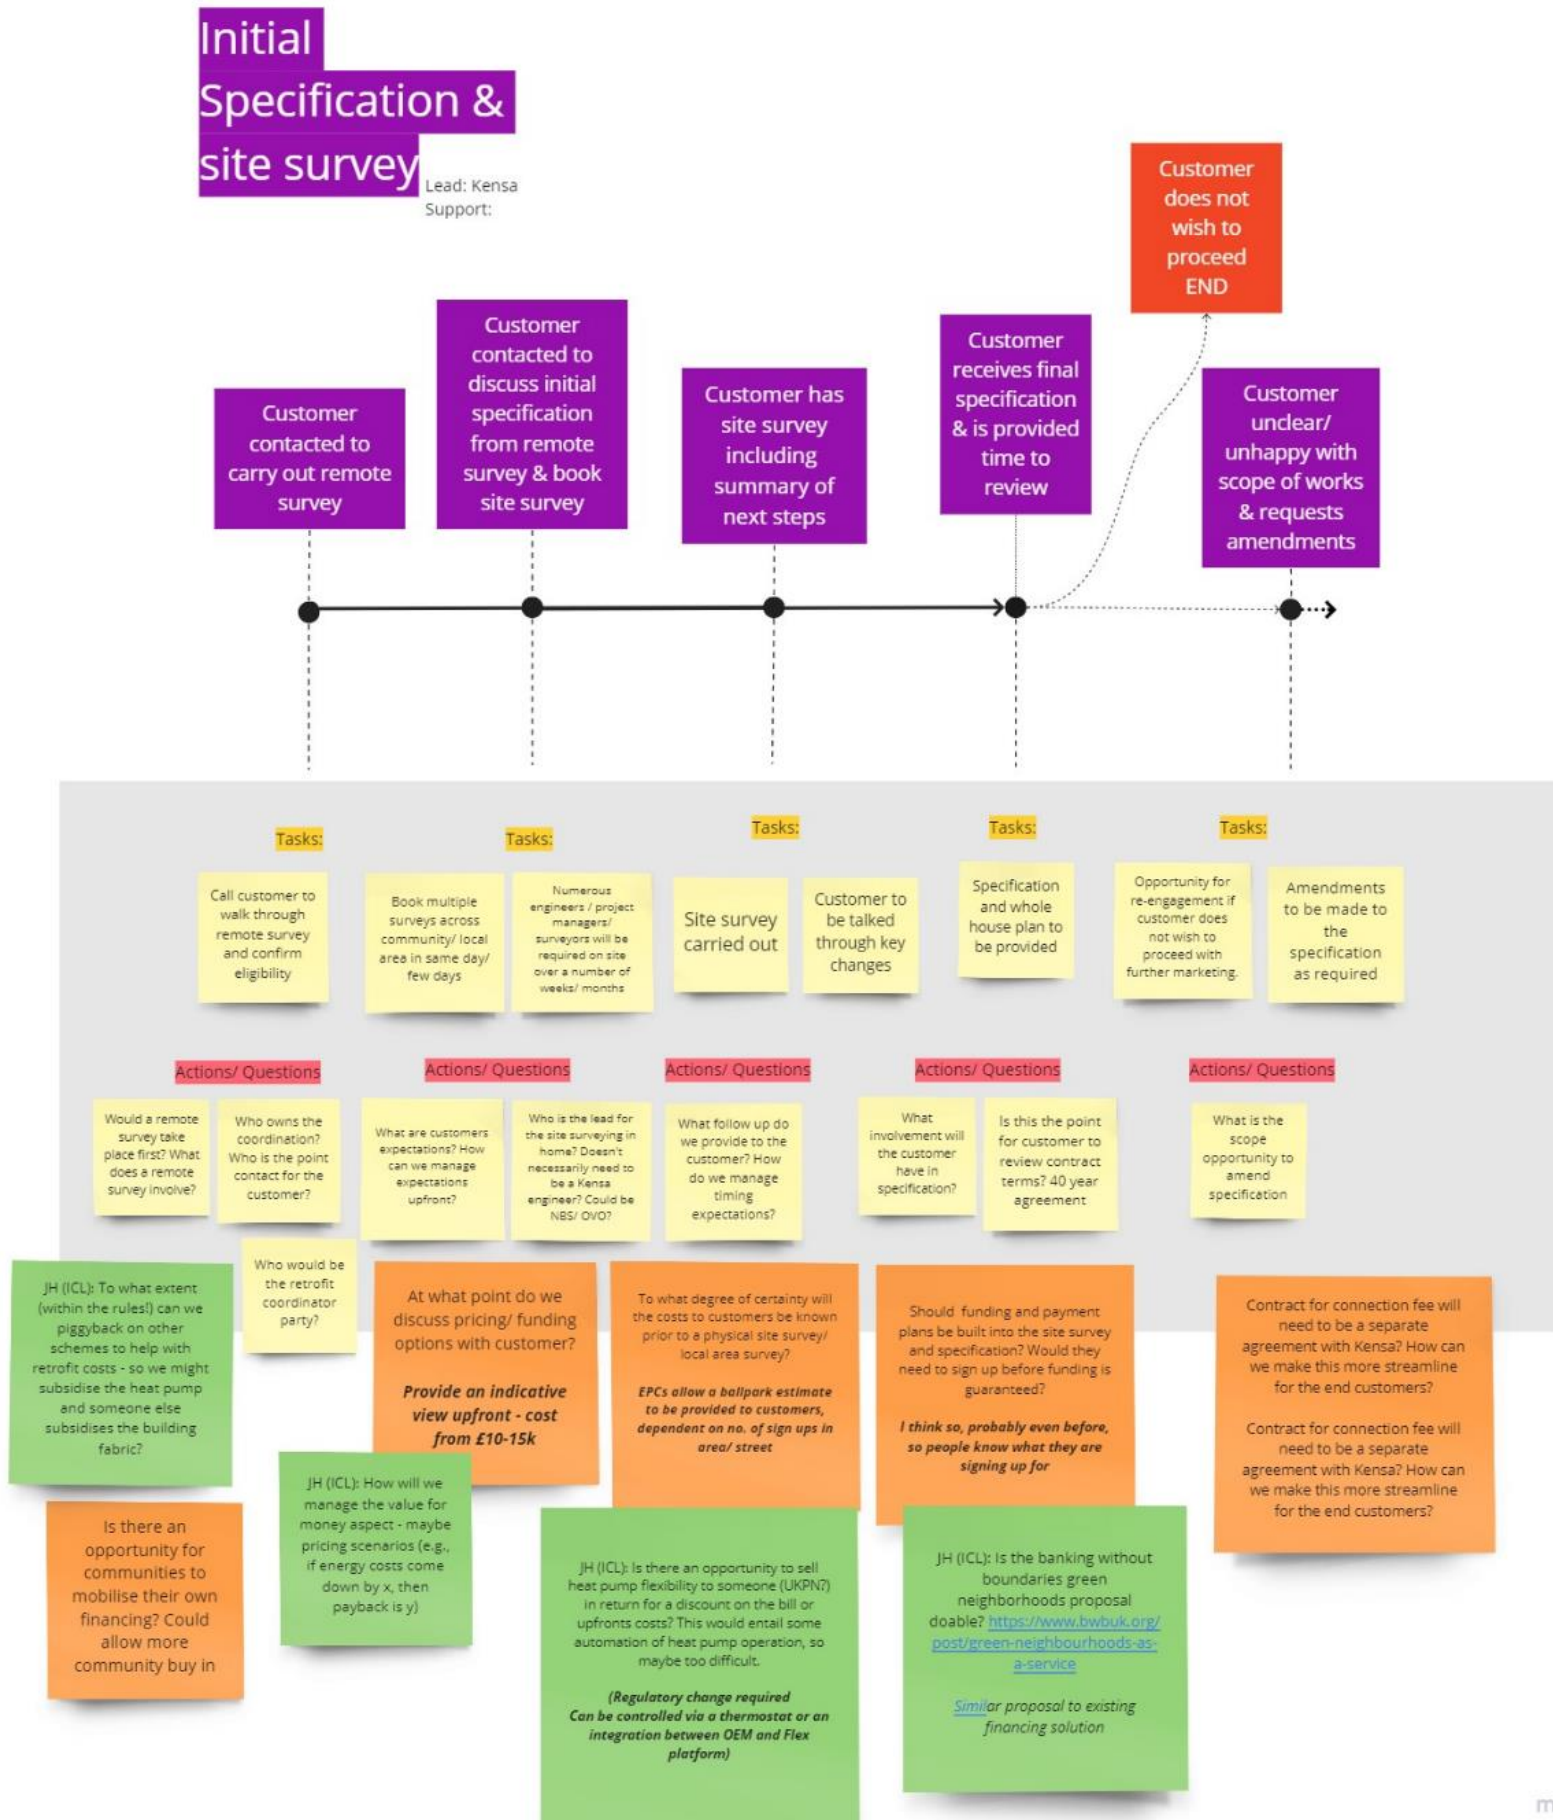 Initial
Specification &
site survey
Lead: Kensa
Support:
Customer
does not
wish to
proceed
END
Customer
contacted to
carry out remote
survey
Customer
contacted to
discuss initial
specification
from remote
survey & book
site survey
Customer has
site survey
including
summary of
next steps
Customer
receives final
specification
& is provided
time to
review
Customer
unclear/
unhappy with
scope of works
& requests
amendments
Tasks:
Tasks:
Tasks:
Tasks:
Tasks:
Call customer to
walk through
remote survey
and confirm
eligibility
Book multiple
surveys across
community/ local
area in same day/
few days
Numerous
engineers / project
managers/
surveyors will be
required on site
over a number of
weeks/ months
Site survey
carried out
Customer to
be talked
through key
changes
Specification
and whole
house plan to
be provided
Opportunity for
re-engagement if
customer does
not wish to
proceed with
further marketing.
Amendments
to be made to
the
specification
as required
Actions/ Questions
Actions/ Questions
Actions/ Questions
Actions/ Questions
Actions/ Questions
Would a remote
survey take
place first? What
does a remote
survey involve?
Who owns the
coordination?
Who is the point
contact for the
customer?
What are customers
expectations? How
can we manage
expectations
upfront?
Who is the lead for
the site surveying in
home? Doesn't
necessarily need to
be a Kensa
engineer? Could be
NBS/ OVO?
What follow up do
we provide to the
customer? How
do we manage
timing
expectations?
What
involvement will
the customer
have in
specification?
Is this the point
for customer to
review contract
terms? 40 year
agreement
What is the
scope
opportunity to
amend
specification
Who would be
the retrofit
coordinator
party?
JH (ICL): To what extent
(within the rules!) can we
piggyback on other
schemes to help with
retrofit costs - so we might
subsidise the heat pump
and someone else
subsidises the building
fabric?
At what point do we
discuss pricing/ funding
options with customer?
Provide an indicative
view upfront - cost
from £10-15k
To what degree of certainty will
the costs to customers be known
prior to a physical site survey/
local area survey?
EPCs allow a ballpark estimate
to be provided to customers,
dependent on no. of sign ups in
area/ street
Should funding and payment
plans be built into the site survey
and specification? Would they
need to sign up before funding is
guaranteed?
I think so, probably even before,
so people know what they are
signing up for
Contract for connection fee will
need to be a separate
agreement with Kensa? How can
we make this more streamline
for the end customers?
Contract for connection fee will
need to be a separate
agreement with Kensa? How can
we make this more streamline
for the end customers?
Is there an
opportunity for
communities to
mobilise their own
financing? Could
allow more
community buy in
JH (ICL): How will we
manage the value for
money aspect - maybe
pricing scenarios (e.g.,
if energy costs come
down by x, then
payback is y)
JH (ICL): Is there an opportunity to sell
heat pump flexibility to someone (UKPN?)
in return for a discount on the bill or
upfronts costs? This would entail some
automation of heat pump operation, so
maybe too difficult.
(Regulatory change required
Can be controlled via a thermostat or an
integration between OEM and Flex
platform)
JH (ICL): Is the banking without
boundaries green
neighborhoods proposal
doable? https://www.bwbuk.org/
post/green-neighbourhoods-as-
a-service
Similar proposal to existing
financing solution